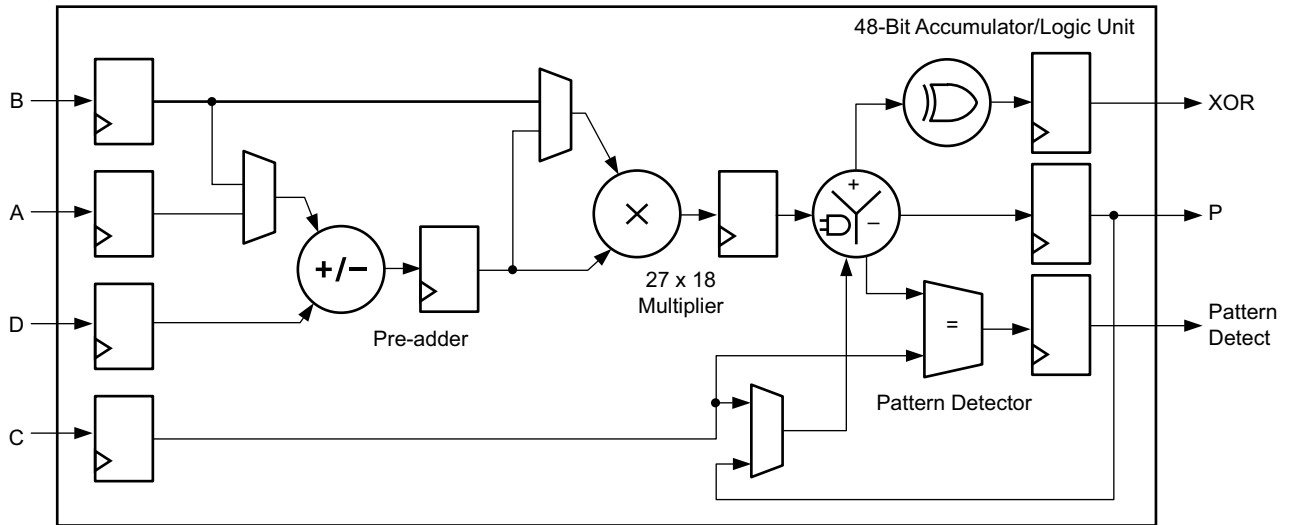 48-Bit Accumulator/Logic Unit
B
XOR
A
+
–
P
×
+/–
27 x 18
Multiplier
D
Pre-adder
=
Pattern
Detect
Pattern Detector
C